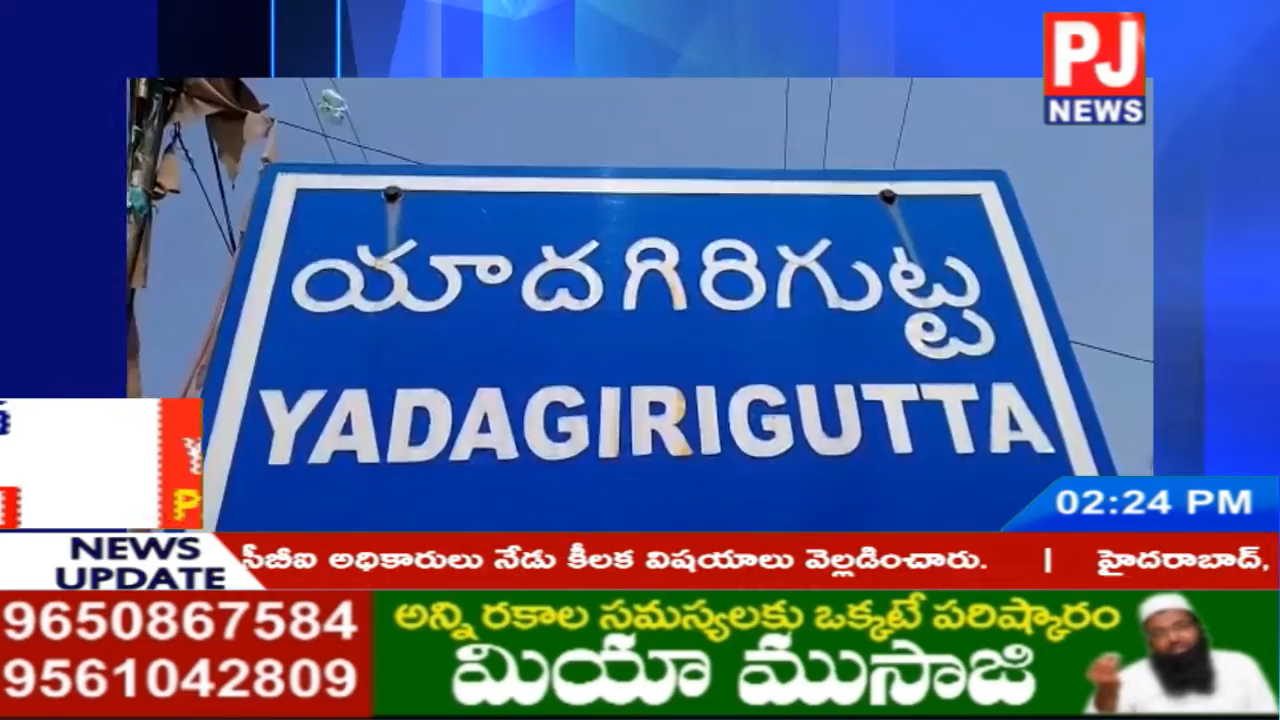 PJ
NEWS
యాదగిరిగుట్ట
YADAGIRIGUTTA
P
02:24 PM
NEWS
UPDATE
సీబీఐ అధికారులు నేడు కీలక విషయాలు వెల్లడించారు. | హైదరాబాద్,
9650867584
9561042809
అన్ని రకాల సమస్యలకు ఒక్కటే పరిష్కారం
మియా ముసాజి